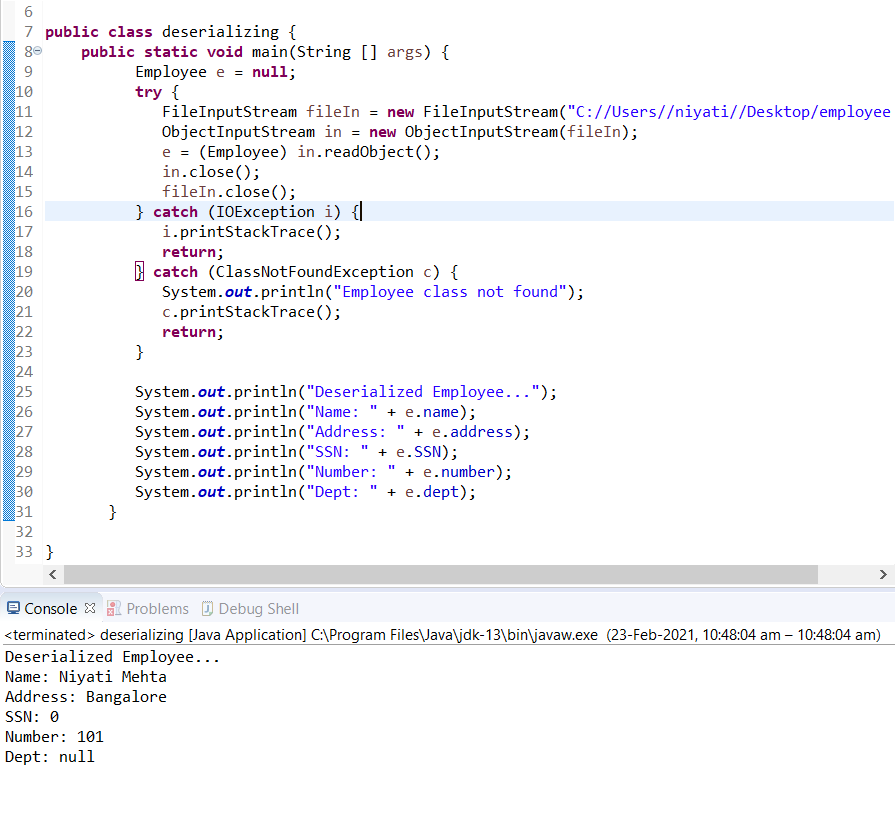 6
7 public class deserializing {
8 public static void main(String [] args) {
9 Employee e = null;
10 try {
11 FileInputStream fileIn = new FileInputStream("C://Users//niyati//Desktop/employee
12 ObjectInputStream in = new ObjectInputStream(fileIn);
13 e = (Employee) in.readObject();
14 in.close();
15 fileIn.close();
16 } catch (IOException i) {
17 i.printStackTrace();
18 return;
19 } catch (ClassNotFoundException c) {
20 System.out.println("Employee class not found");
21 c.printStackTrace();
22 return;
23 }
24
25 System.out.println("Deserialized Employee...");
26 System.out.println("Name: " + e.name);
27 System.out.println("Address: " + e.address);
28 System.out.println("SSN: " + e.SSN);
29 System.out.println("Number: " + e.number);
30 System.out.println("Dept: " + e.dept);
31 }
32
33 }
Console Problems Debug Shell
<terminated> deserializing [Java Application] C:\Program Files\Java\jdk-13\bin\javaw.exe (23-Feb-2021, 10:48:04 am – 10:48:04 am)
Deserialized Employee...
Name: Niyati Mehta
Address: Bangalore
SSN: 0
Number: 101
Dept: null